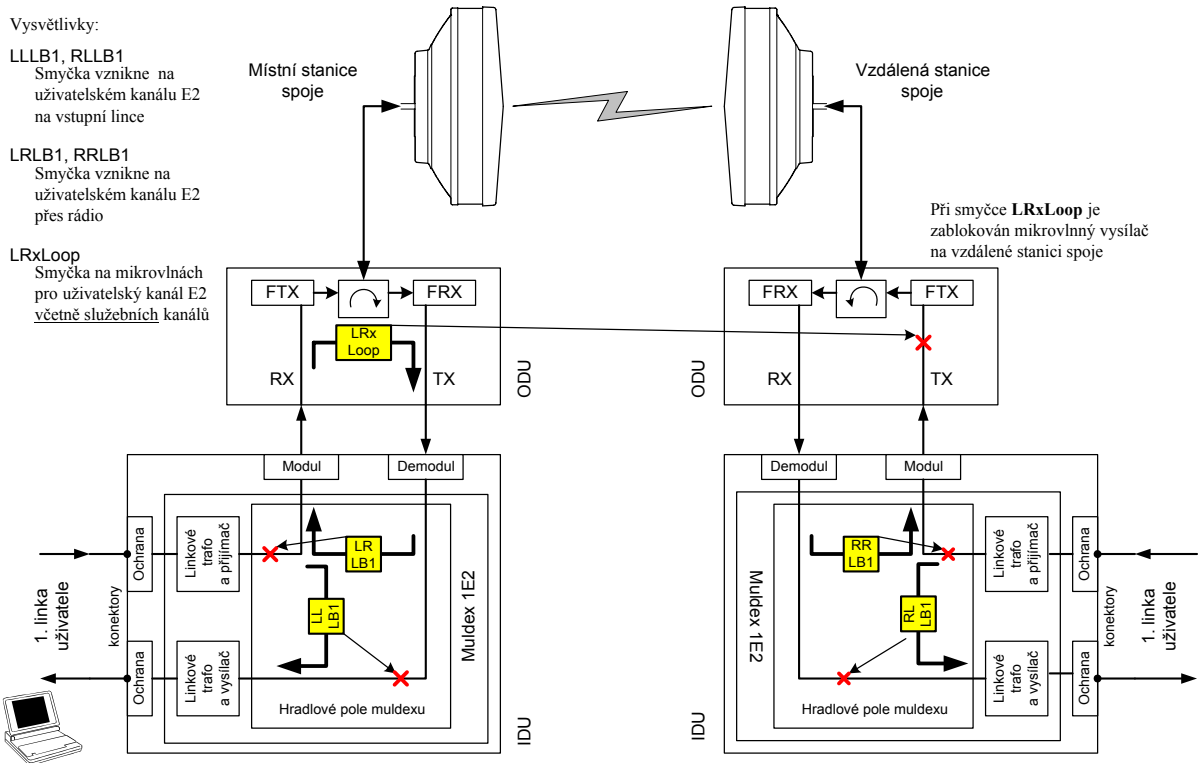 Vysvětlivky:
LLLB1, RLLB1
Smyčka vznikne na
uživatelském kanálu E2
na vstupní lince
LRLB1, RRLB1
Smyčka vznikne na
uživatelském kanálu E2
přes rádio
LRxLoop
Smyčka na mikrovlnách
pro uživatelský kanál E2
včetně služebních kanálů
Místní stanice
spoje
Vzdálená stanice
spoje
Při smyčce LRxLoop je
zablokován mikrovlnný vysílač
na vzdálené stanici spoje
FTX
FRX
LRx
Loop
RX
TX
ODU
FRX
FTX
RX
TX
ODU
Modul
Demodul
Ochrana
Linkové
trafo
a přijímač
LR
LB1
LL
LB1
1. linka
uživatele
konektory
Ochrana
Linkové
trafo
a vysílač
Muldex 1E2
Hradlové pole muldexu
IDU
Demodul
Modul
RR
LB1
RL
LB1
Linkové
trafo
a přijímač
Ochrana
Muldex 1E2
konektory
1. linka
uživatele
Linkové
trafo
a vysílač
Ochrana
Hradlové pole muldexu
IDU